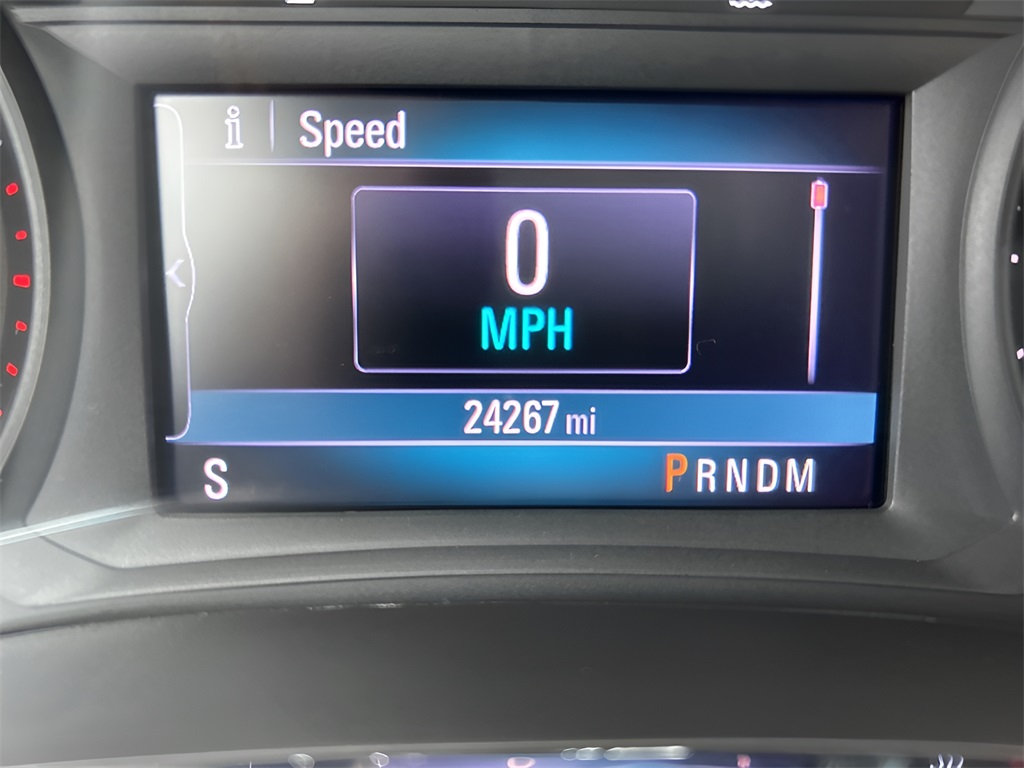 i Speed
0
MPH
24267 mi
S PRNDM